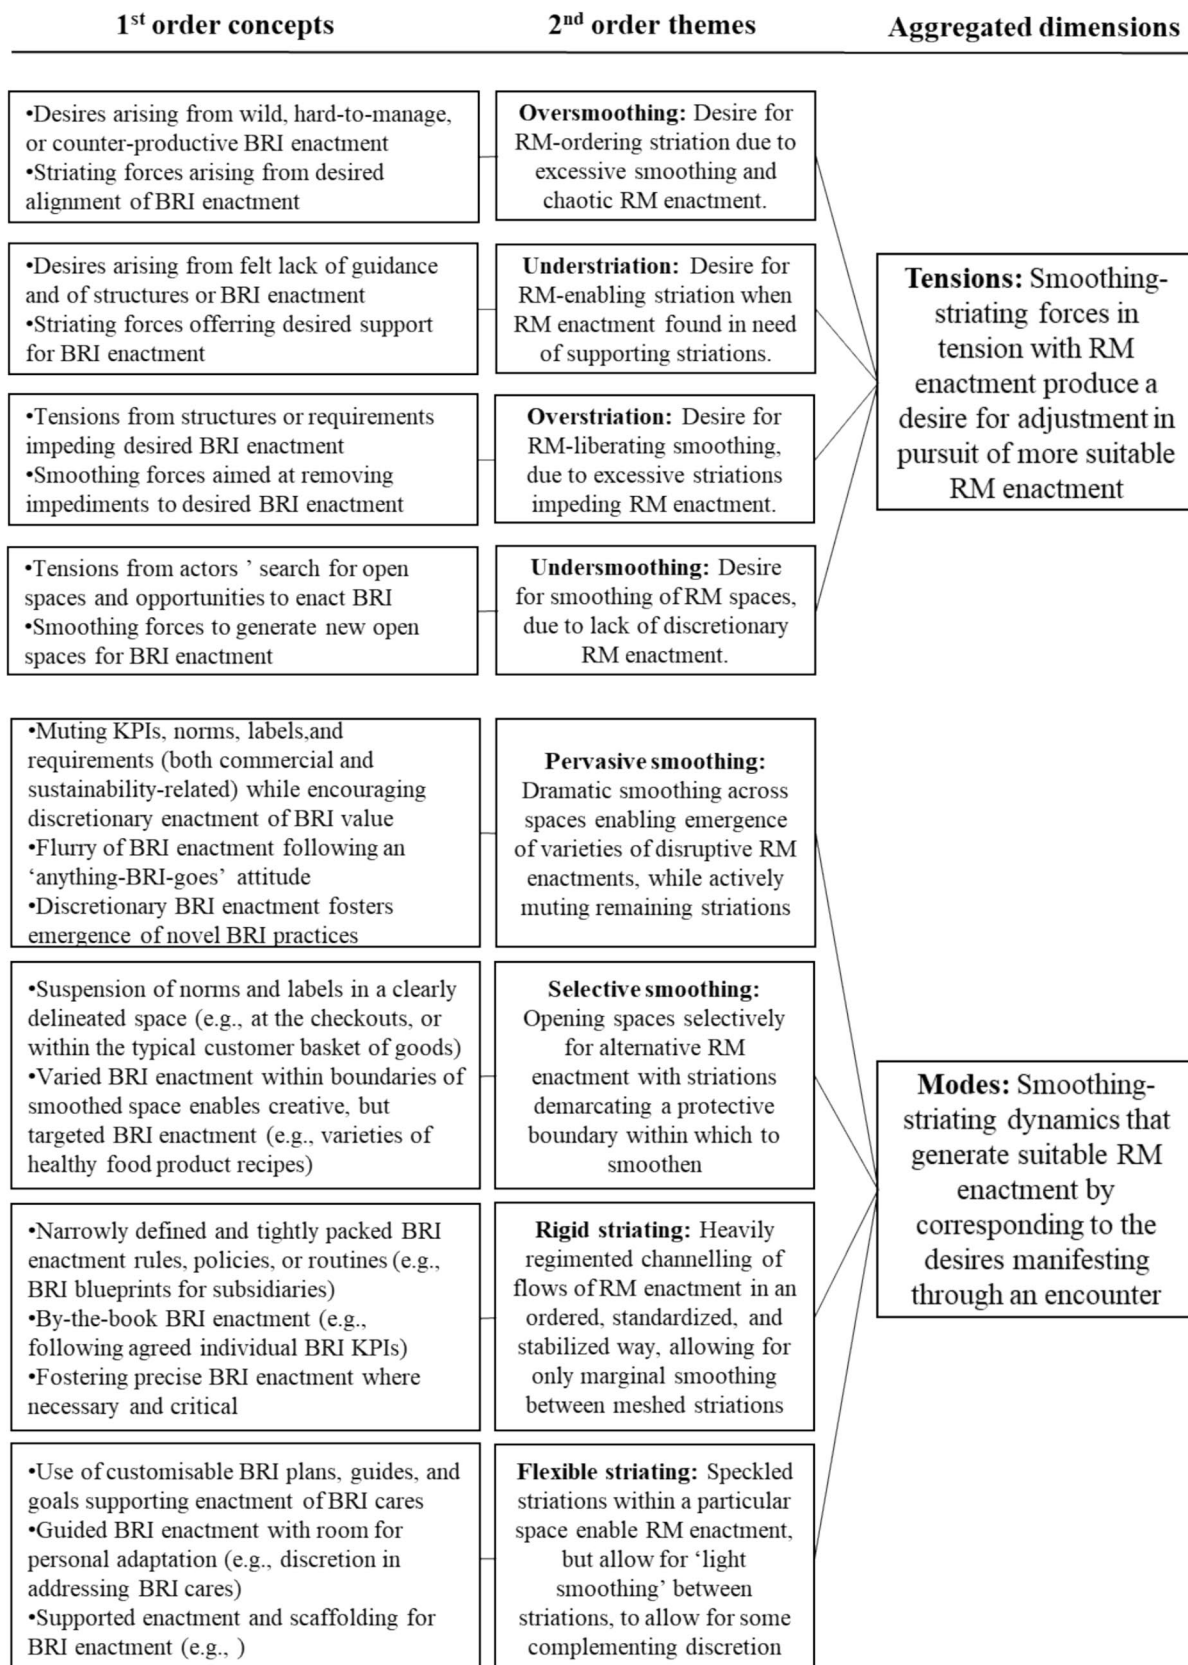 1st order concepts
2nd order themes
Aggregated dimensions
•Desires arising from wild, hard-to-manage,
or counter-productive BRI enactment
•Striating forces arising from desired
alignment of BRI enactment
Oversmoothing: Desire for
RM-ordering striation due to
excessive smoothing and
chaotic RM enactment.
•Desires arising from felt lack of guidance
and of structures or BRI enactment
•Striating forces offerring desired support
for BRI enactment
Understriation: Desire for
RM-enabling striation when
RM enactment found in need
of supporting striations.
•Tensions from structures or requirements
impeding desired BRI enactment
•Smoothing forces aimed at removing
impediments to desired BRI enactment
Overstriation: Desire for
RM-liberating smoothing,
due to excessive striations
impeding RM enactment.
•Tensions from actors ’ search for open
spaces and opportunities to enact BRI
•Smoothing forces to generate new open
spaces for BRI enactment
Undersmoothing: Desire
for smoothing of RM spaces,
due to lack of discretionary
RM enactment.
Tensions: Smoothing-
striating forces in
tension with RM
enactment produce a
desire for adjustment in
pursuit of more suitable
RM enactment
•Muting KPIs, norms, labels,and
requirements (both commercial and
sustainability-related) while encouraging
discretionary enactment of BRI value
•Flurry of BRI enactment following an
‘anything-BRI-goes’ attitude
•Discretionary BRI enactment fosters
emergence of novel BRI practices
Pervasive smoothing:
Dramatic smoothing across
spaces enabling emergence
of varieties of disruptive RM
enactments, while actively
muting remaining striations
•Suspension of norms and labels in a clearly
delineated space (e.g., at the checkouts, or
within the typical customer basket of goods)
•Varied BRI enactment within boundaries of
smoothed space enables creative, but
targeted BRI enactment (e.g., varieties of
healthy food product recipes)
Selective smoothing:
Opening spaces selectively
for alternative RM
enactment with striations
demarcating a protective
boundary within which to
smoothen
•Narrowly defined and tightly packed BRI
enactment rules, policies, or routines (e.g.,
BRI blueprints for subsidiaries)
•By-the-book BRI enactment (e.g.,
following agreed individual BRI KPIs)
•Fostering precise BRI enactment where
necessary and critical
Rigid striating: Heavily
regimented channelling of
flows of RM enactment in an
ordered, standardized, and
stabilized way, allowing for
only marginal smoothing
between meshed striations
•Use of customisable BRI plans, guides, and
goals supporting enactment of BRI cares
•Guided BRI enactment with room for
personal adaptation (e.g., discretion in
addressing BRI cares)
•Supported enactment and scaffolding for
BRI enactment (e.g., )
Flexible striating: Speckled
striations within a particular
space enable RM enactment,
but allow for ‘light
smoothing’ between
striations, to allow for some
complementing discretion
Modes: Smoothing-
striating dynamics that
generate suitable RM
enactment by
corresponding to the
desires manifesting
through an encounter